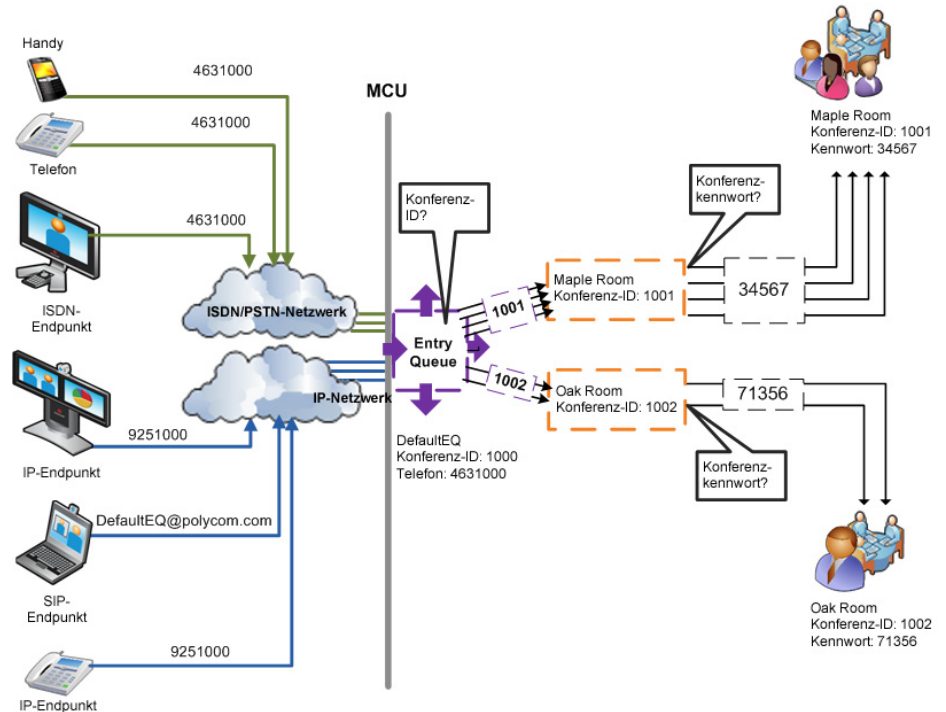 Handy
4631000
4631000
Telefon
4631000
ISDN-
Endpunkt
ISDN/PSTN-Netzwerk
IP-Netzwerk
IP-Endpunkt
9251000
DefaultEQ@polycom.com
SIP-
Endpunkt
9251000
IP-Endpunkt
MCU
Konferenz-
ID?
Entry
Queue
DefaultEQ
Konferenz-ID: 1000
Telefon: 4631000
1001
1002
Maple Room
Konferenz-ID: 1001
Konferenz-
kennwort?
34567
Oak Room
Konferenz-ID: 1002
Konferenz-
kennwort?
71356
Maple Room
Konferenz-ID: 1001
Kennwort: 34567
Oak Room
Konferenz-ID: 1002
Kennwort: 71356